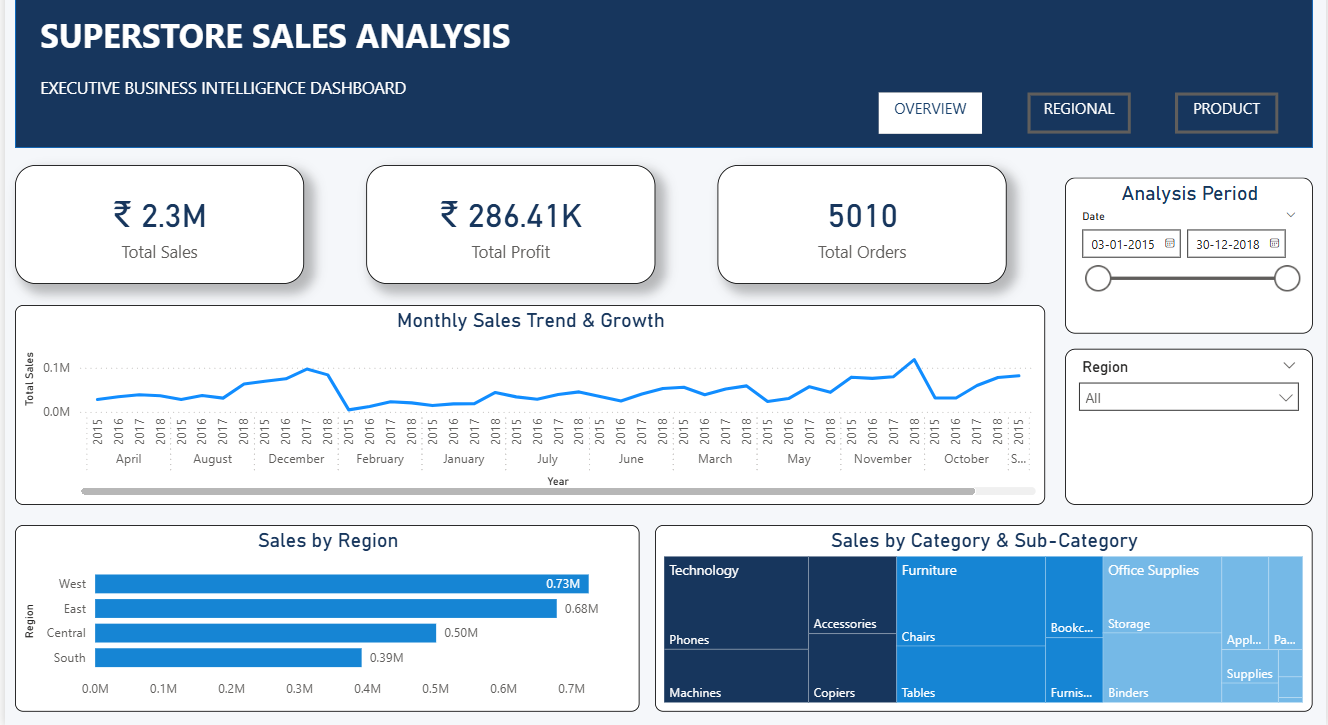 SUPERSTORE SALES ANALYSIS
EXECUTIVE BUSINESS INTELLIGENCE DASHBOARD
OVERVIEW
REGIONAL
PRODUCT
₹ 2.3M
Total Sales
₹ 286.41K
Total Profit
5010
Total Orders
Analysis Period
Date
03-01-2015
30-12-2018
Monthly Sales Trend & Growth
Total Sales
0.1M
0.0M
2015 2016 2017 2018 2015 2016 2017 2018 2015 2016 2017 2018 2015 2016 2017 2018 2015 2016 2017 2018 2015 2016 2017 2018 2015 2016 2017 2018 2015 2016 2017 2018 2015 2016 2017 2018 2015 2016 2017 2018 2015 2016 2017 2018 2015
April August December February January July June March May November October S...
Year
Region
All
Sales by Region
Region
West 0.73M
East 0.68M
Central 0.50M
South 0.39M
0.0M 0.1M 0.2M 0.3M 0.4M 0.5M 0.6M 0.7M
Sales by Category & Sub-Category
Technology
Phones
Machines
Accessories
Copiers
Furniture
Chairs
Tables
Bookc...
Furnis...
Office Supplies
Storage
Binders
Appl...
Pa...
Supplies